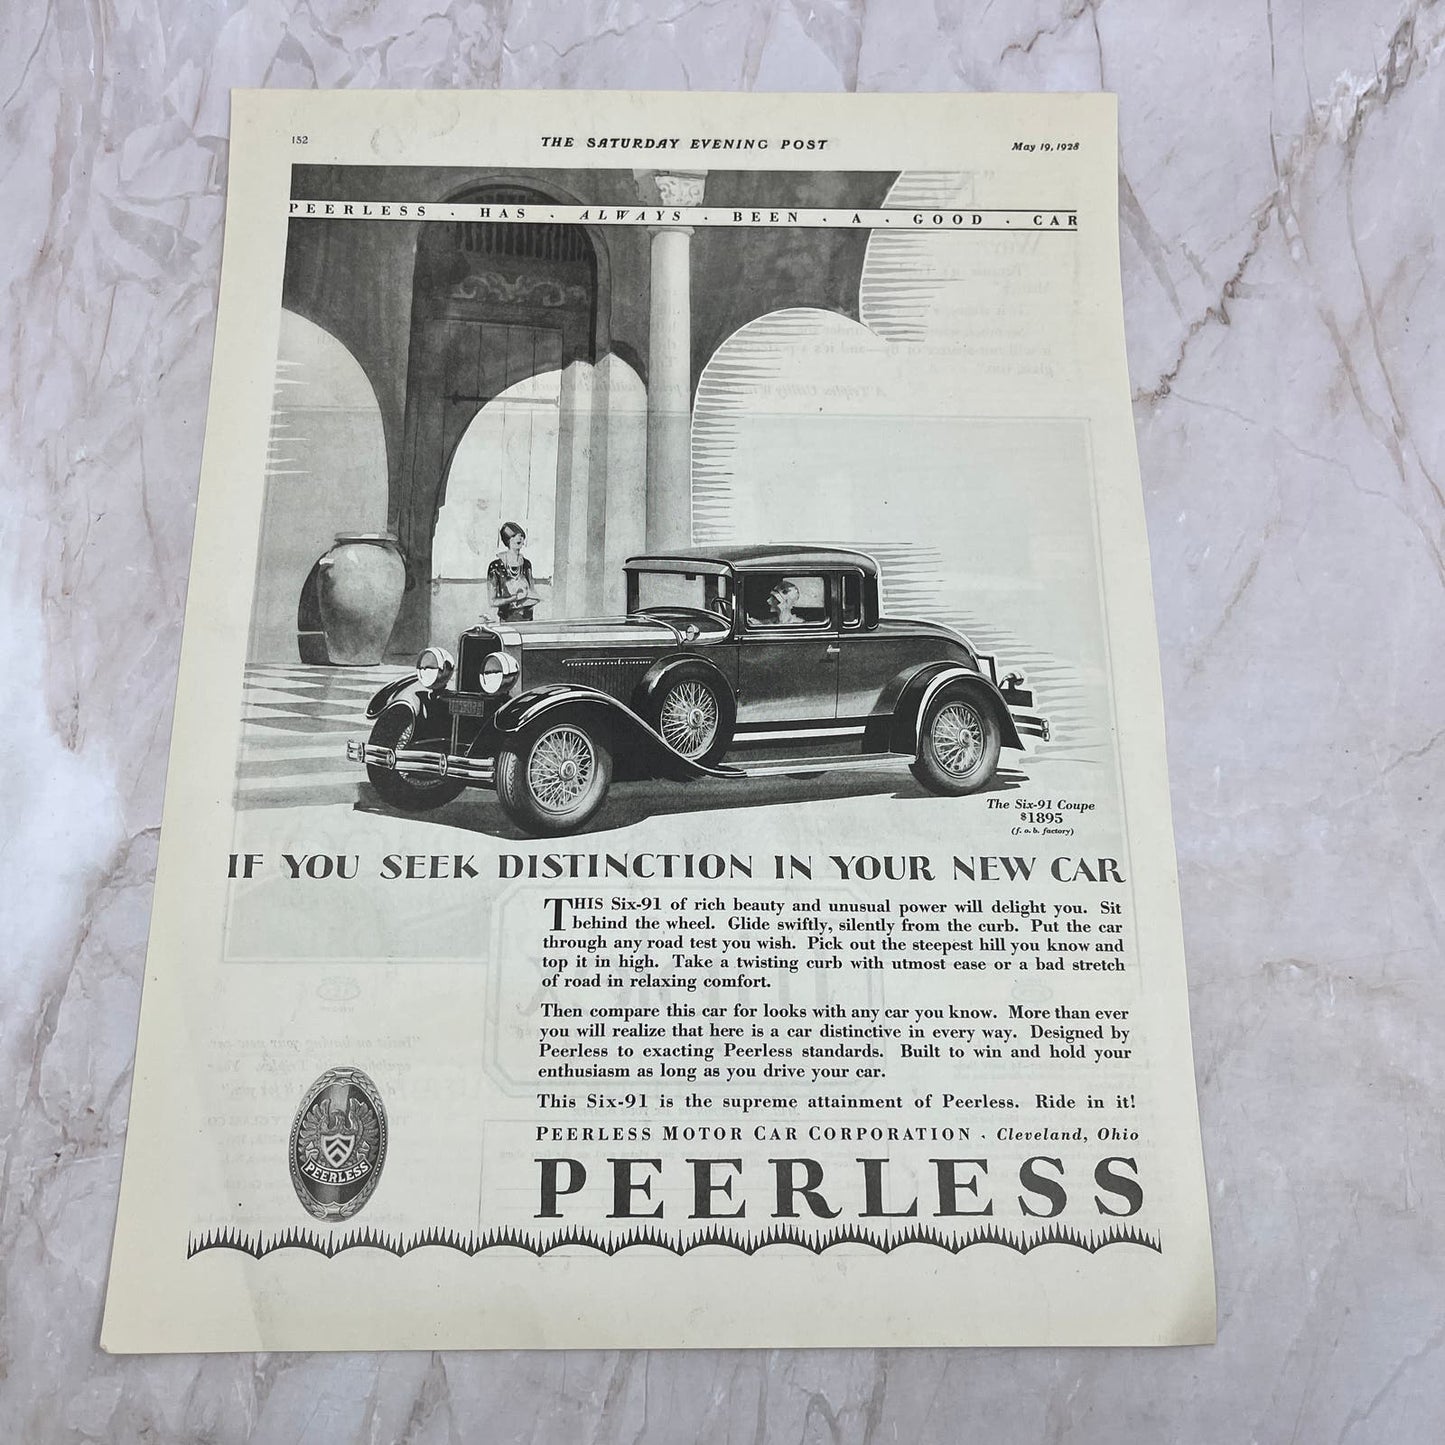 152
THE SATURDAY EVENING POST
May 19, 1928
PEERLESS . HAS . ALWAYS . BEEN . A . GOOD . CAR
The Six-91 Coupe
$1895
(f. o. b. factory)
IF YOU SEEK DISTINCTION IN YOUR NEW CAR
THIS Six-91 of rich beauty and unusual power will delight you. Sit
behind the wheel. Glide swiftly, silently from the curb. Put the car
through any road test you wish. Pick out the steepest hill you know and
top it in high. Take a twisting curb with utmost ease or a bad stretch
of road in relaxing comfort.
Then compare this car for looks with any car you know. More than ever
you will realize that here is a car distinctive in every way. Designed by
Peerless to exacting Peerless standards. Built to win and hold your
enthusiasm as long as you drive your car.
This Six-91 is the supreme attainment of Peerless. Ride in it!
PEERLESS MOTOR CAR CORPORATION . Cleveland, Ohio
PEERLESS
PEERLESS